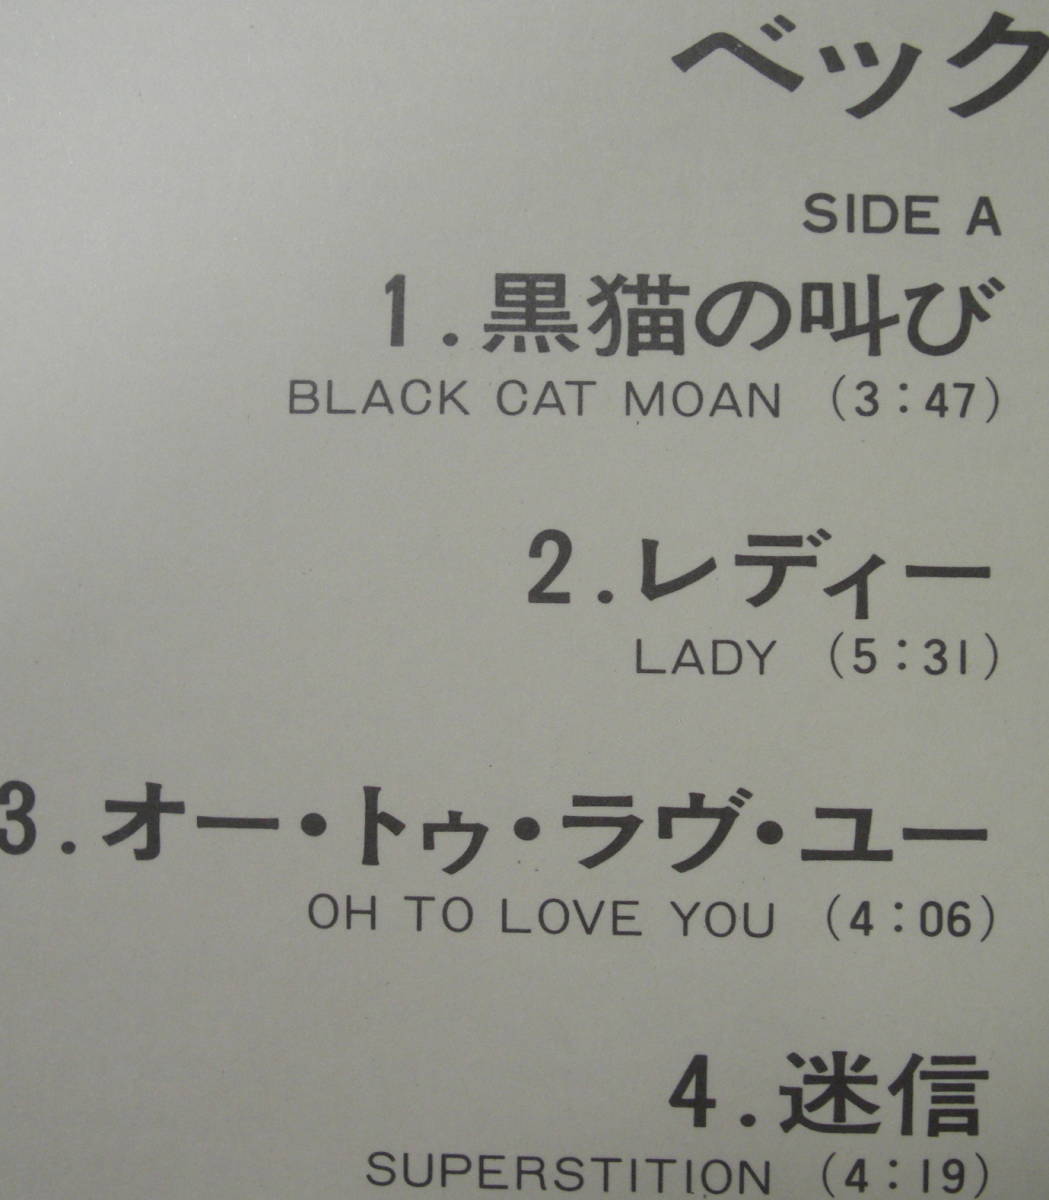 ベック
SIDE A
1.黒猫の叫び
BLACK CAT MOAN (3:47)
2.レディー
LADY (5:31)
3.オー・トゥ・ラヴ・ユー
OH TO LOVE YOU (4:06)
4.迷信
SUPERSTITION (4:19)